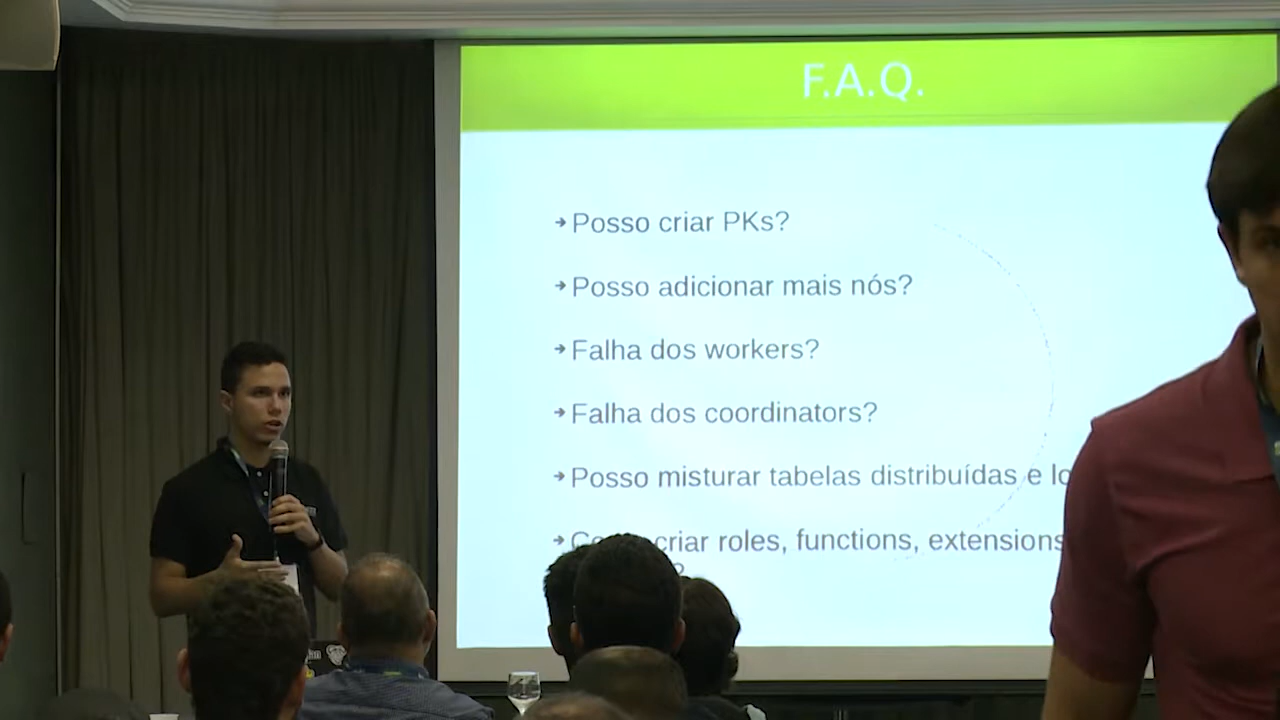 F.A.Q.
Posso criar PKs?
Posso adicionar mais nós?
Falha dos workers?
Falha dos coordinators?
Posso misturar tabelas distribuídas e
criar roles, functions, extensions
?